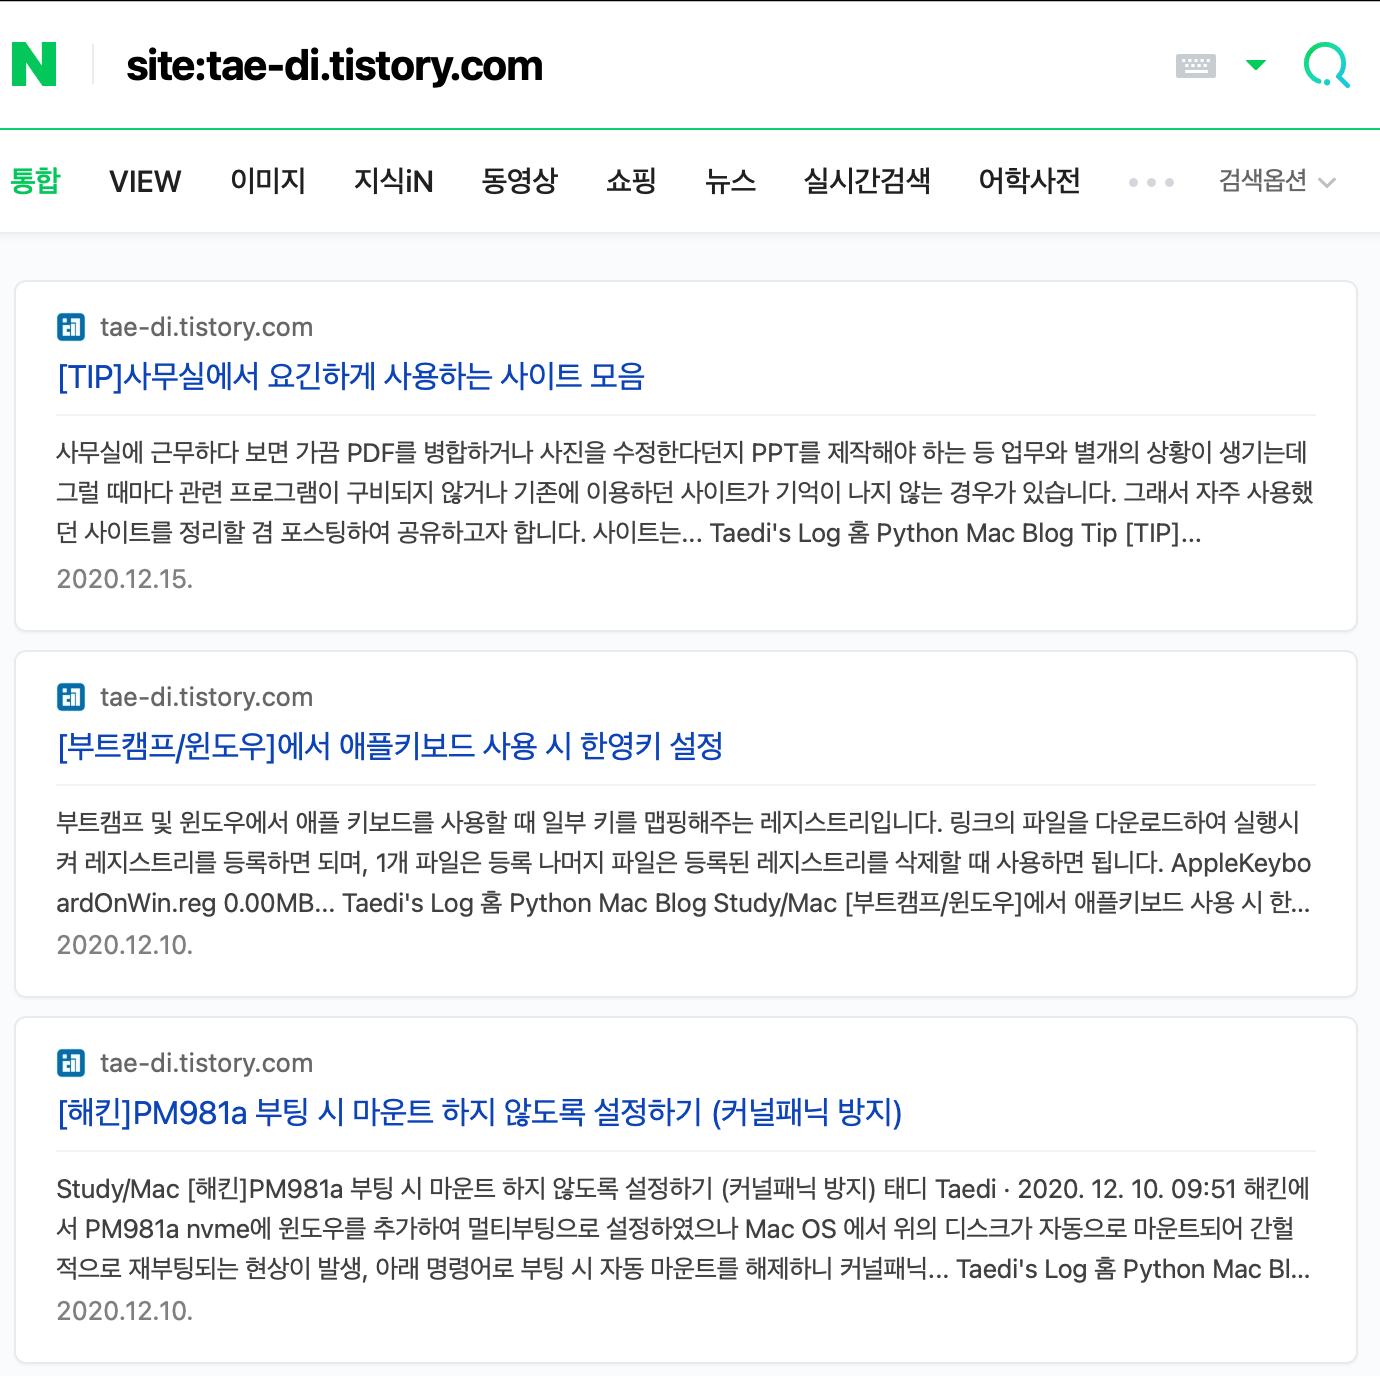 N site:tae-di.tistory.com
통합 VIEW 이미지 지식iN 동영상 쇼핑 뉴스 실시간검색 어학사전 ••• 검색옵션
tae-di.tistory.com
[TIP]사무실에서 요긴하게 사용하는 사이트 모음
사무실에 근무하다 보면 가끔 PDF를 병합하거나 사진을 수정한다던지 PPT를 제작해야 하는 등 업무와 별개의 상황이 생기는데
그럴 때마다 관련 프로그램이 구비되지 않거나 기존에 이용하던 사이트가 기억이 나지 않는 경우가 있습니다. 그래서 자주 사용했
던 사이트를 정리할 겸 포스팅하여 공유하고자 합니다. 사이트는... Taedi's Log 홈 Python Mac Blog Tip [TIP]...
2020.12.15.
tae-di.tistory.com
[부트캠프/윈도우]에서 애플키보드 사용 시 한영키 설정
부트캠프 및 윈도우에서 애플 키보드를 사용할 때 일부 키를 맵핑해주는 레지스트리입니다. 링크의 파일을 다운로드하여 실행시
켜 레지스트리를 등록하면 되며, 1개 파일은 등록 나머지 파일은 등록된 레지스트리를 삭제할 때 사용하면 됩니다. AppleKeybo
ardOnWin.reg 0.00MB... Taedi's Log 홈 Python Mac Blog Study/Mac [부트캠프/윈도우]에서 애플키보드 사용 시 한...
2020.12.10.
tae-di.tistory.com
[해킨]PM981a 부팅 시 마운트 하지 않도록 설정하기 (커널패닉 방지)
Study/Mac [해킨]PM981a 부팅 시 마운트 하지 않도록 설정하기 (커널패닉 방지) 태디 Taedi · 2020. 12. 10. 09:51 해킨에
서 PM981a nvme에 윈도우를 추가하여 멀티부팅으로 설정하였으나 Mac OS 에서 위의 디스크가 자동으로 마운트되어 간헐
적으로 재부팅되는 현상이 발생, 아래 명령어로 부팅 시 자동 마운트를 해제하니 커널패닉... Taedi's Log 홈 Python Mac Bl...
2020.12.10.